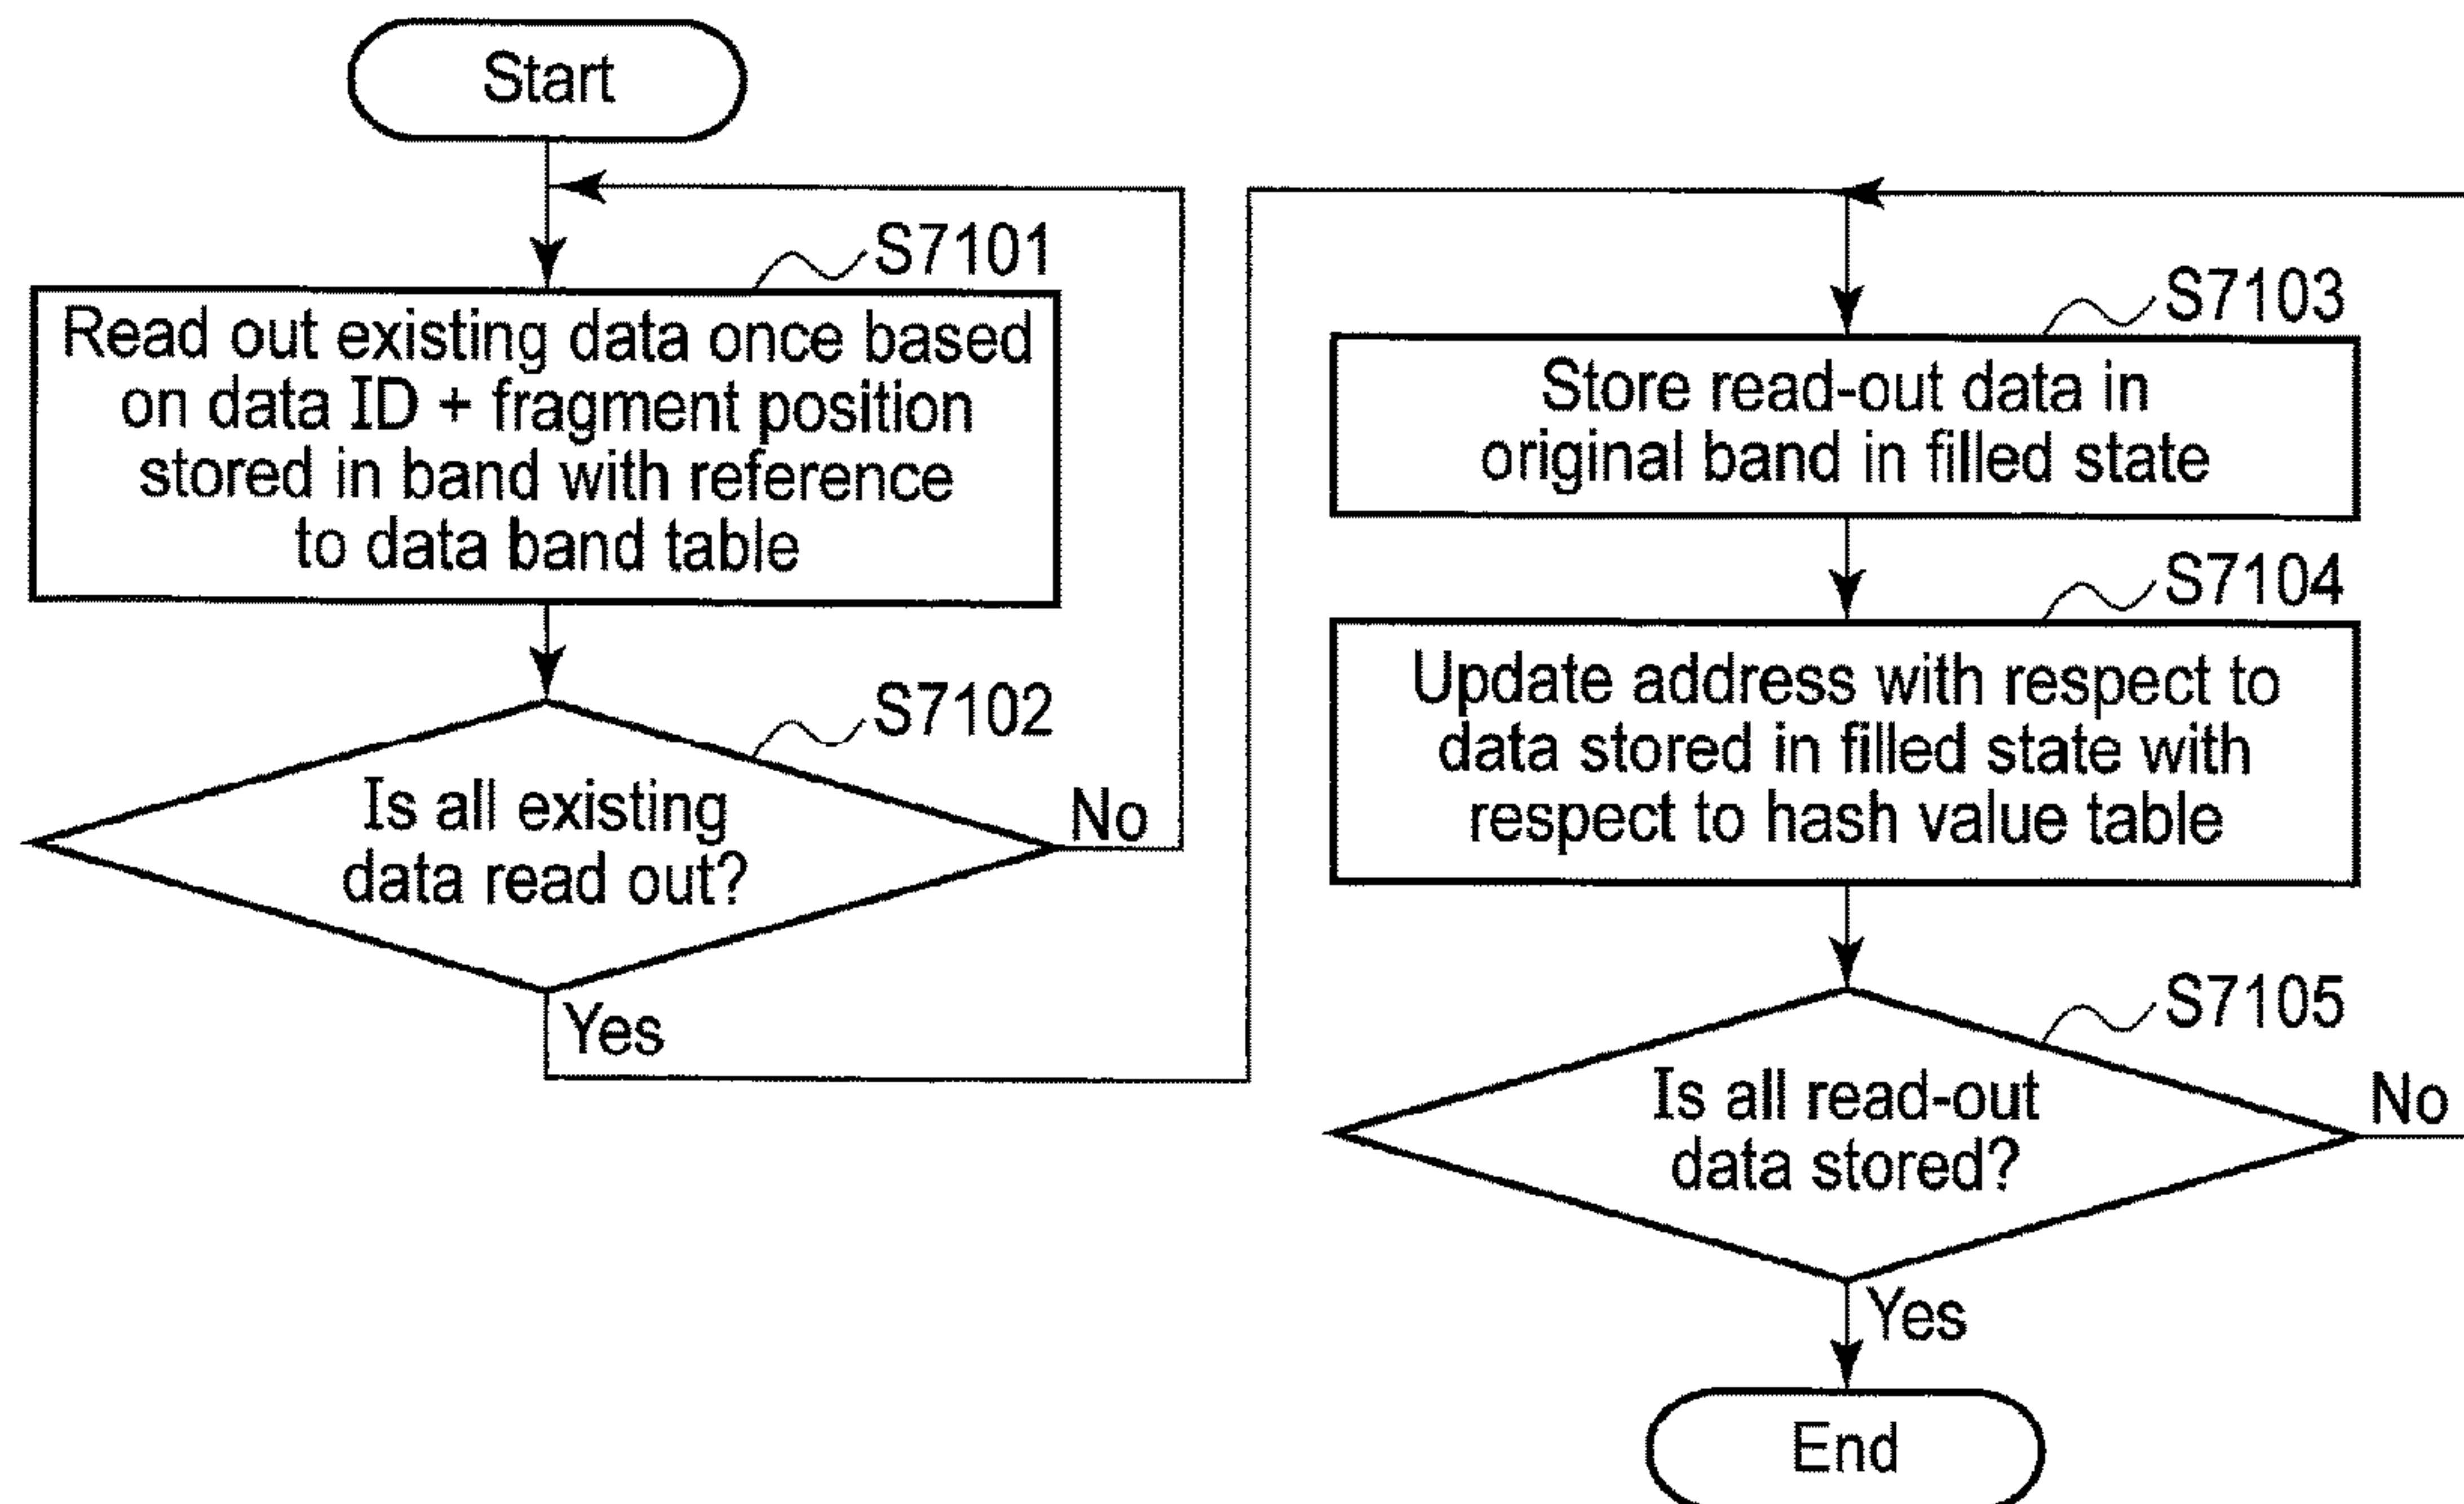 Start
S7101
Read out existing data once based
on data ID + fragment position
stored in band with reference
to data band table
S7102
Is all existing
data read out?
No
Yes
S7103
Store read-out data in
original band in filled state
S7104
Update address with respect to
data stored in filled state with
respect to hash value table
S7105
Is all read-out
data stored?
No
Yes
End